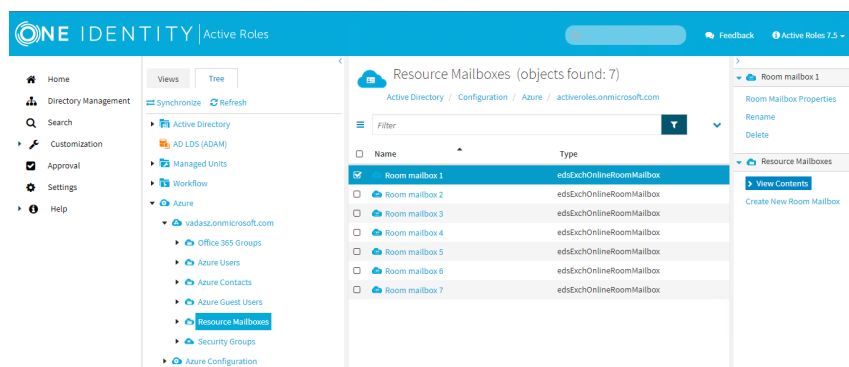 ONE IDENTITY Active Roles
Feedback
Active Roles 7.5
Home
Directory Management
Search
Customization
Approval
Settings
Help
Views Tree
Synchronize Refresh
Active Directory
AD LDS (ADAM)
Managed Units
Workflow
Azure
vadasz.onmicrosoft.com
Office 365 Groups
Azure Users
Azure Contacts
Azure Guest Users
Resource Mailboxes
Security Groups
Azure Configuration
Resource Mailboxes (objects found: 7)
Active Directory / Configuration / Azure / activeroles.onmicrosoft.com
Filter
Name Type
Room mailbox 1 edsExchOnlineRoomMailbox
Room mailbox 2 edsExchOnlineRoomMailbox
Room mailbox 3 edsExchOnlineRoomMailbox
Room mailbox 4 edsExchOnlineRoomMailbox
Room mailbox 5 edsExchOnlineRoomMailbox
Room mailbox 6 edsExchOnlineRoomMailbox
Room mailbox 7 edsExchOnlineRoomMailbox
Room mailbox 1
Room Mailbox Properties
Rename
Delete
Resource Mailboxes
View Contents
Create New Room Mailbox